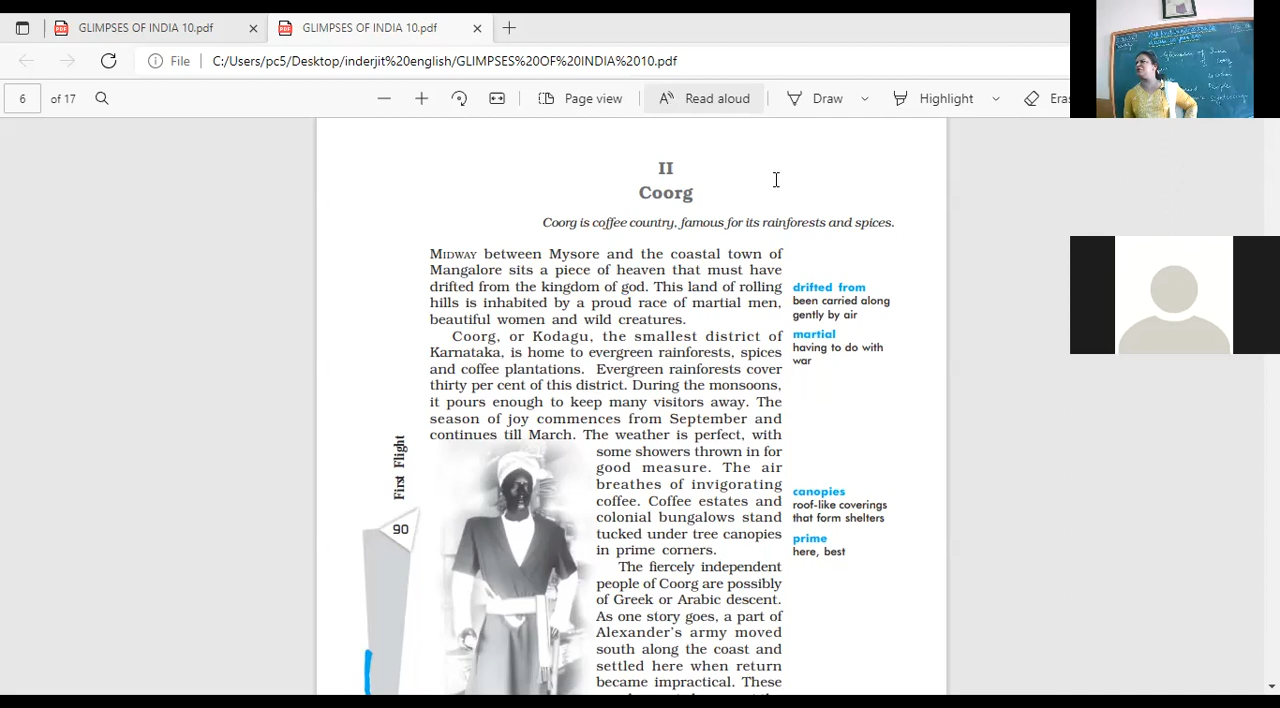 GLIMPSES OF INDIA 10.pdf
GLIMPSES OF INDIA 10.pdf
File C:/Users/pc5/Desktop/inderjit%20english/GLIMPSES%20OF%20INDIA%2010.pdf
6 of 17
Page view
Read aloud
Draw
Highlight
Eras
II
Coorg
Coorg is coffee country, famous for its rainforests and spices.
MIDWAY between Mysore and the coastal town of
Mangalore sits a piece of heaven that must have
drifted from the kingdom of god. This land of rolling
hills is inhabited by a proud race of martial men,
beautiful women and wild creatures.
Coorg, or Kodagu, the smallest district of
Karnataka, is home to evergreen rainforests, spices
and coffee plantations. Evergreen rainforests cover
thirty per cent of this district. During the monsoons,
it pours enough to keep many visitors away. The
season of joy commences from September and
continues till March. The weather is perfect, with
some showers thrown in for
good measure. The air
breathes of invigorating
coffee. Coffee estates and
colonial bungalows stand
tucked under tree canopies
in prime corners.
The fiercely independent
people of Coorg are possibly
of Greek or Arabic descent.
As one story goes, a part of
Alexander's army moved
south along the coast and
settled here when return
became impractical. These
drifted from
been carried along
gently by air
martial
having to do with
war
canopies
roof-like coverings
that form shelters
prime
here, best
First Flight
90